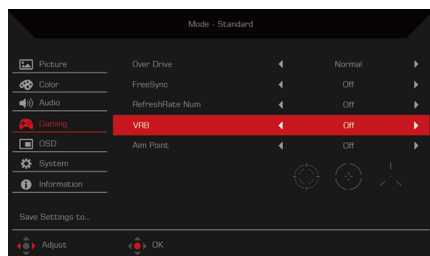 Mode - Standard
Picture
Over Drive Normal
Color
FreeSync Off
Audio
RefreshRate Num Off
Gaming
VRB Off
OSD
Aim Point Off
System
Information
Save Settings to...
Adjust OK